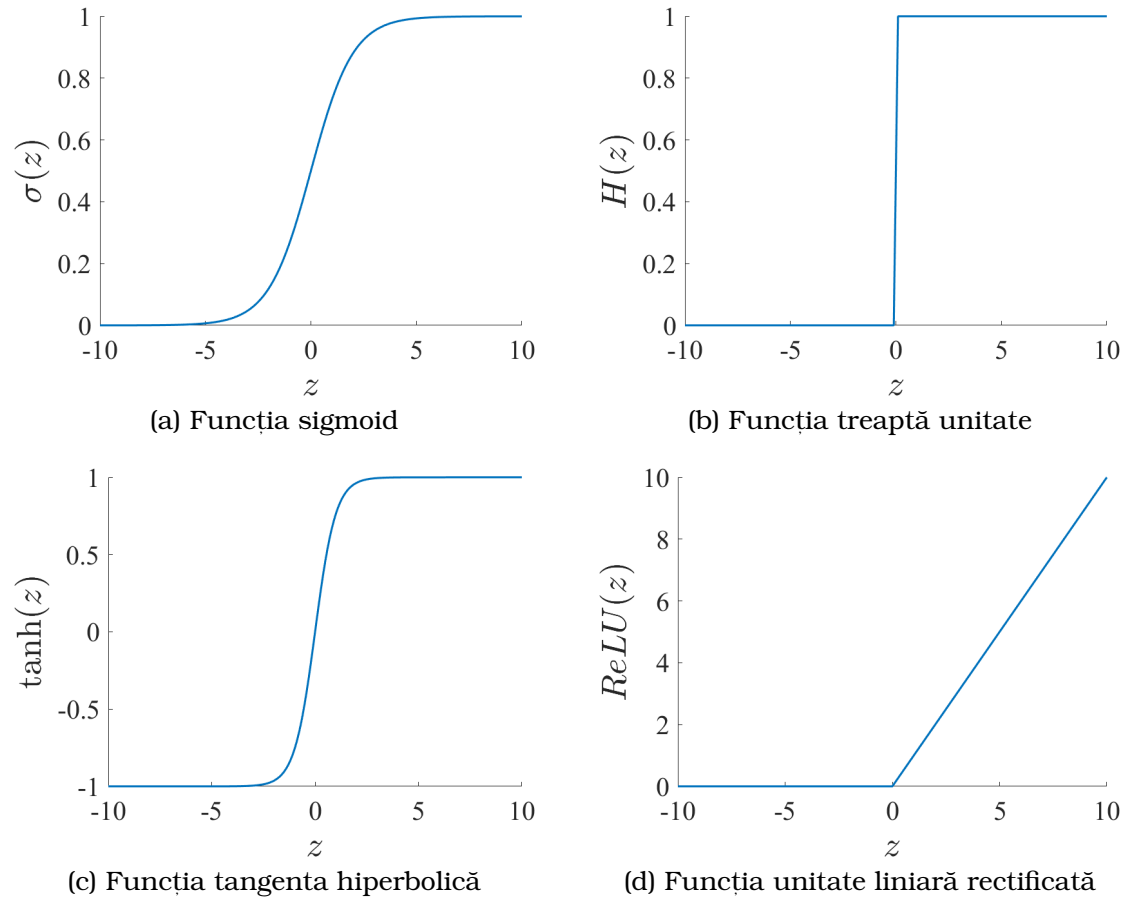 1
0.8
0.6
0.4
0.2
0
σ(z)
-10 -5 0 5 10
z
(a) Funcția sigmoid
1
0.8
0.6
0.4
0.2
0
H(z)
-10 -5 0 5 10
z
(b) Funcția treaptă unitate
1
0.5
0
-0.5
-1
tanh(z)
-10 -5 0 5 10
z
(c) Funcția tangenta hiperbolică
10
8
6
4
2
0
ReLU(z)
-10 -5 0 5 10
z
(d) Funcția unitate liniară rectificată